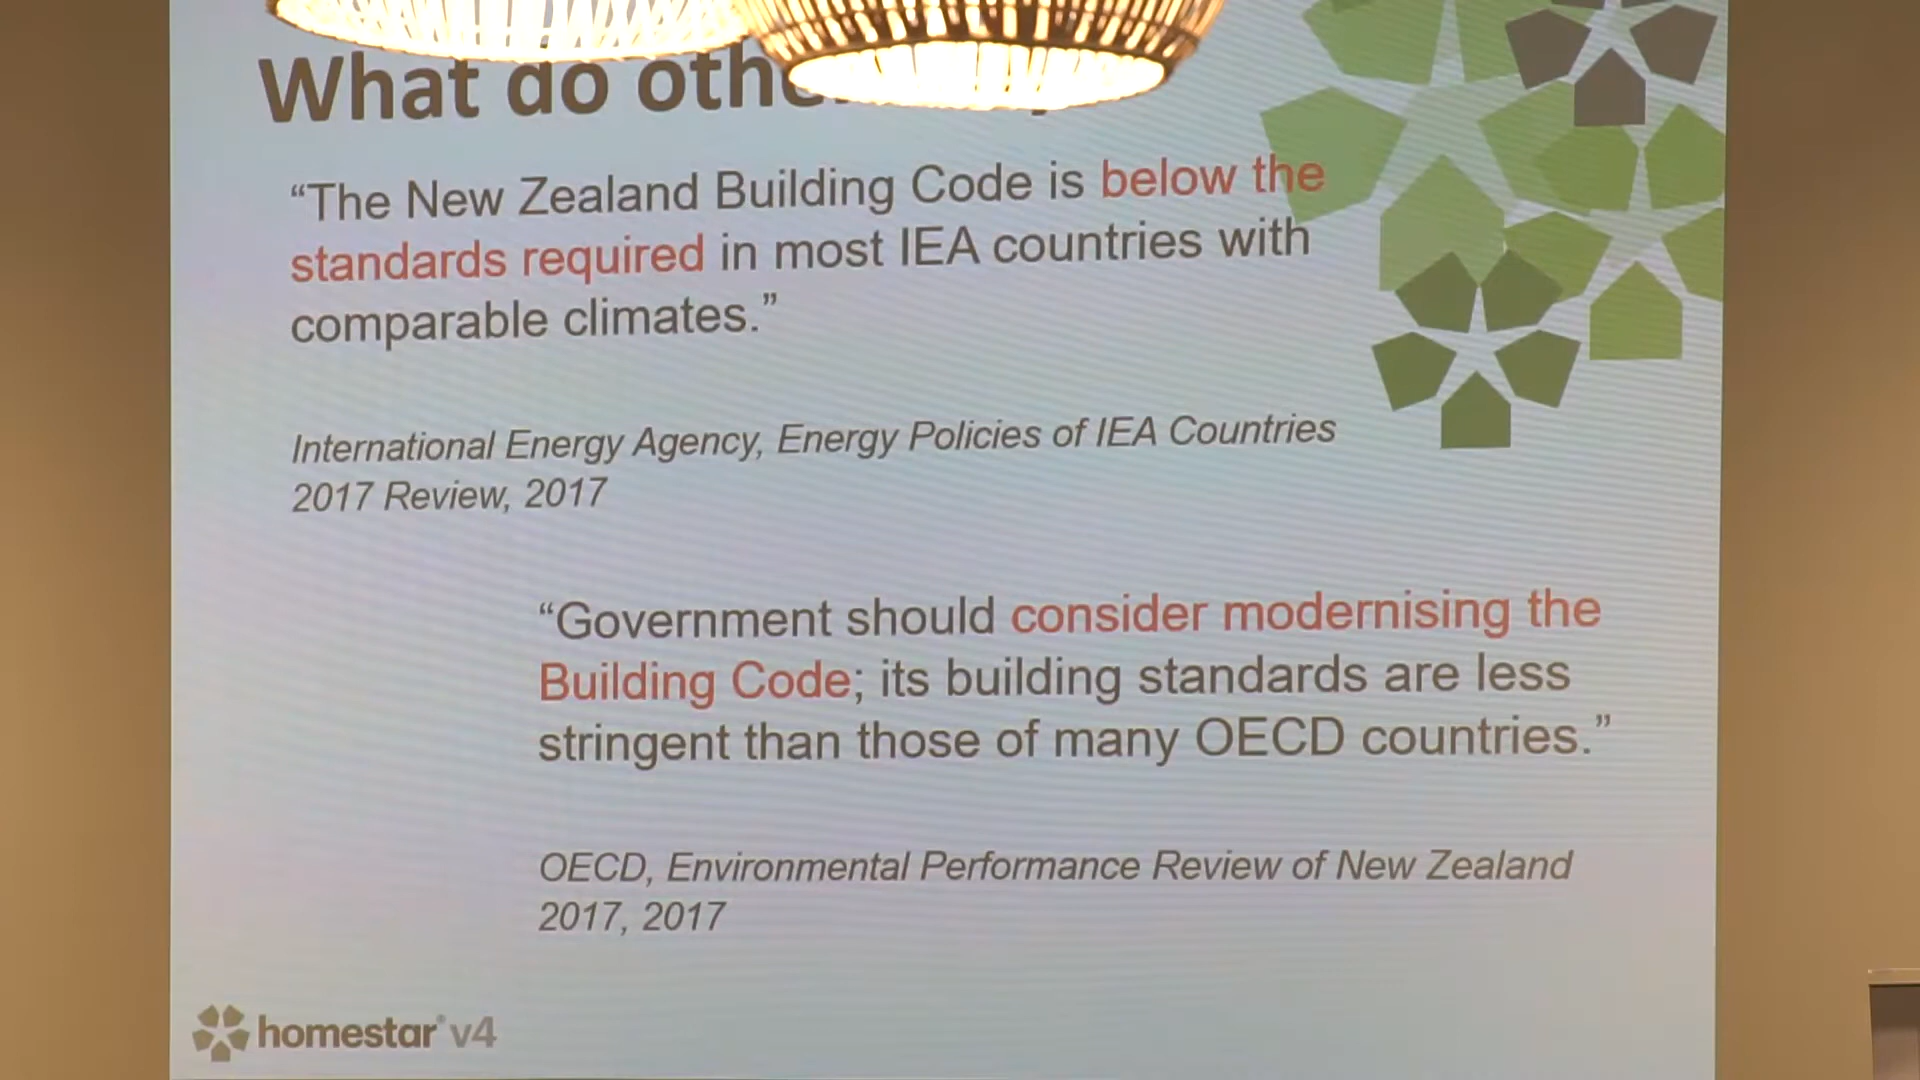 What do
“The New Zealand Building Code is below the
standards required in most IEA countries with
comparable climates.”
International Energy Agency, Energy Policies of IEA Countries
2017 Review, 2017
“Government should consider modernising the
Building Code; its building standards are less
stringent than those of many OECD countries.”
OECD, Environmental Performance Review of New Zealand
2017, 2017
homestar® v4